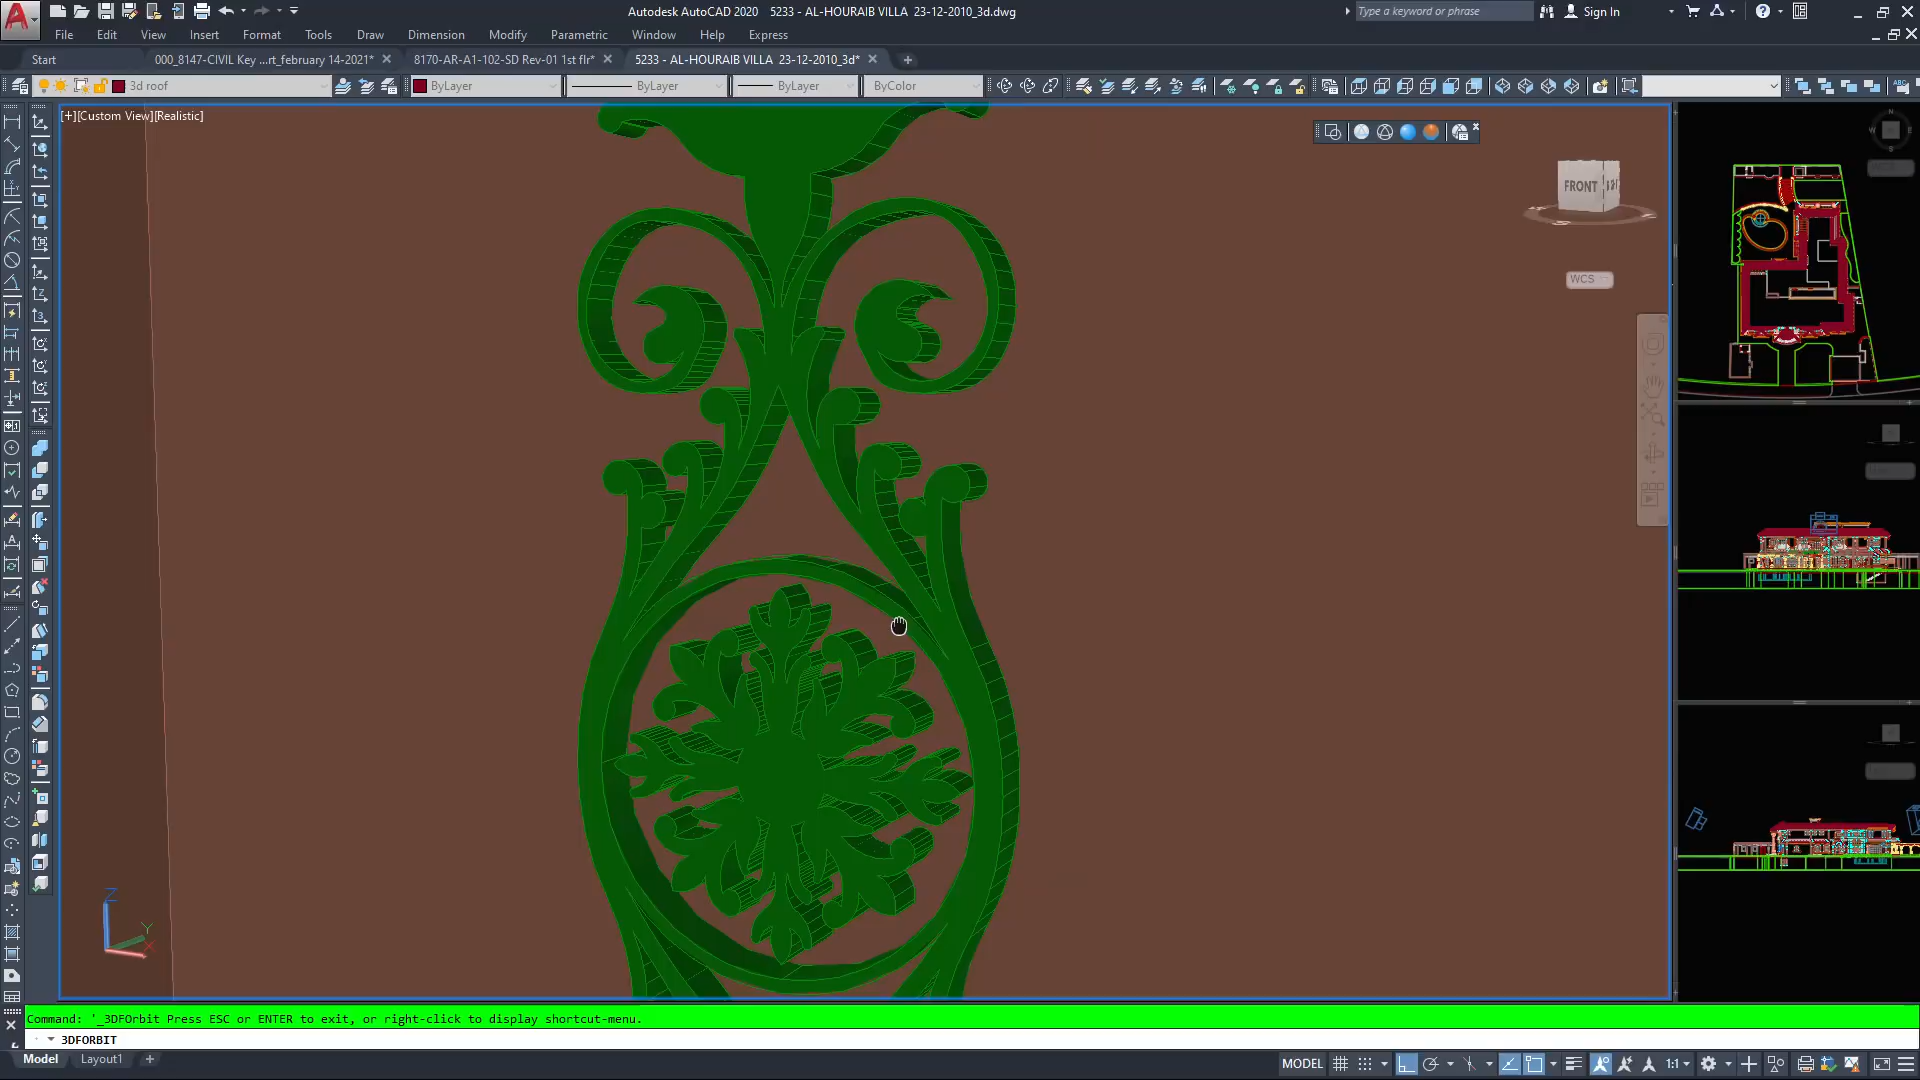 Autodesk AutoCAD 2020   5233 - AL-HOURAIB VILLA  23-12-2010_3d.dwg
Type a keyword or phrase
Sign In
File Edit View Insert Format Tools Draw Dimension Modify Parametric Window Help Express
Start
000_8147-CIVIL Key ...rt_february 14-2021*
8170-AR-A1-102-SD Rev-01 1st flr*
5233 - AL-HOURAIB VILLA  23-12-2010_3d*
3d roof
ByLayer
ByLayer
ByLayer
ByColor
[+][Custom View][Realistic]
FRONT
WCS
Z
Y
X
Command: '_3DFOrbit Press ESC or ENTER to exit, or right-click to display shortcut-menu.
3DFORBIT
Model
Layout1
MODEL
1:1